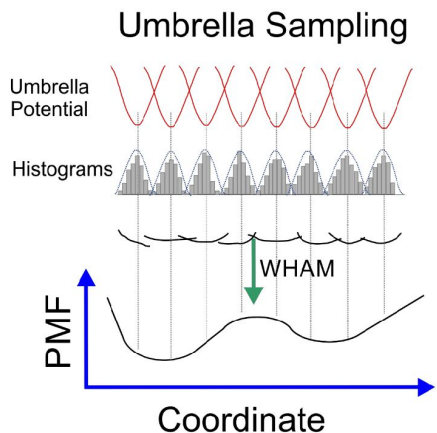 Umbrella Sampling
Umbrella
Potential
Histograms
WHAM
PMF
Coordinate